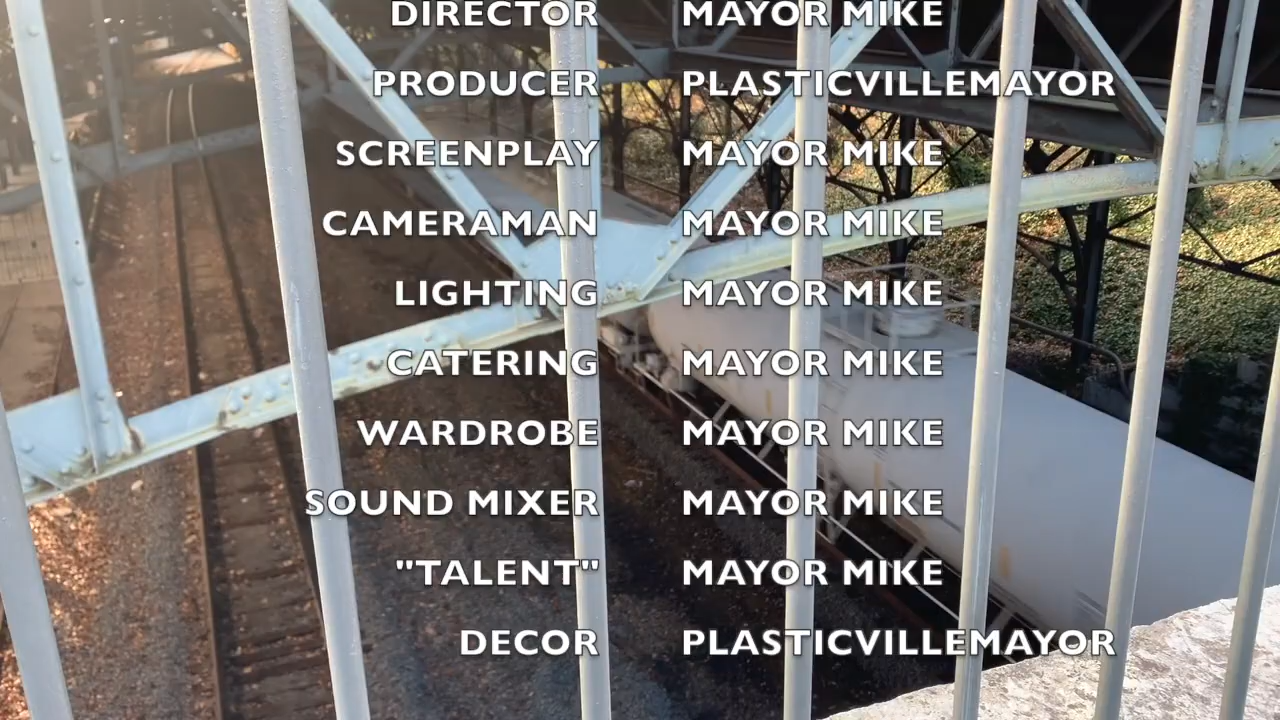 DIRECTOR MAYOR MIKE
PRODUCER PLASTICVILLEMAYOR
SCREENPLAY MAYOR MIKE
CAMERAMAN MAYOR MIKE
LIGHTING MAYOR MIKE
CATERING MAYOR MIKE
WARDROBE MAYOR MIKE
SOUND MIXER MAYOR MIKE
"TALENT" MAYOR MIKE
DECOR PLASTICVILLEMAYOR